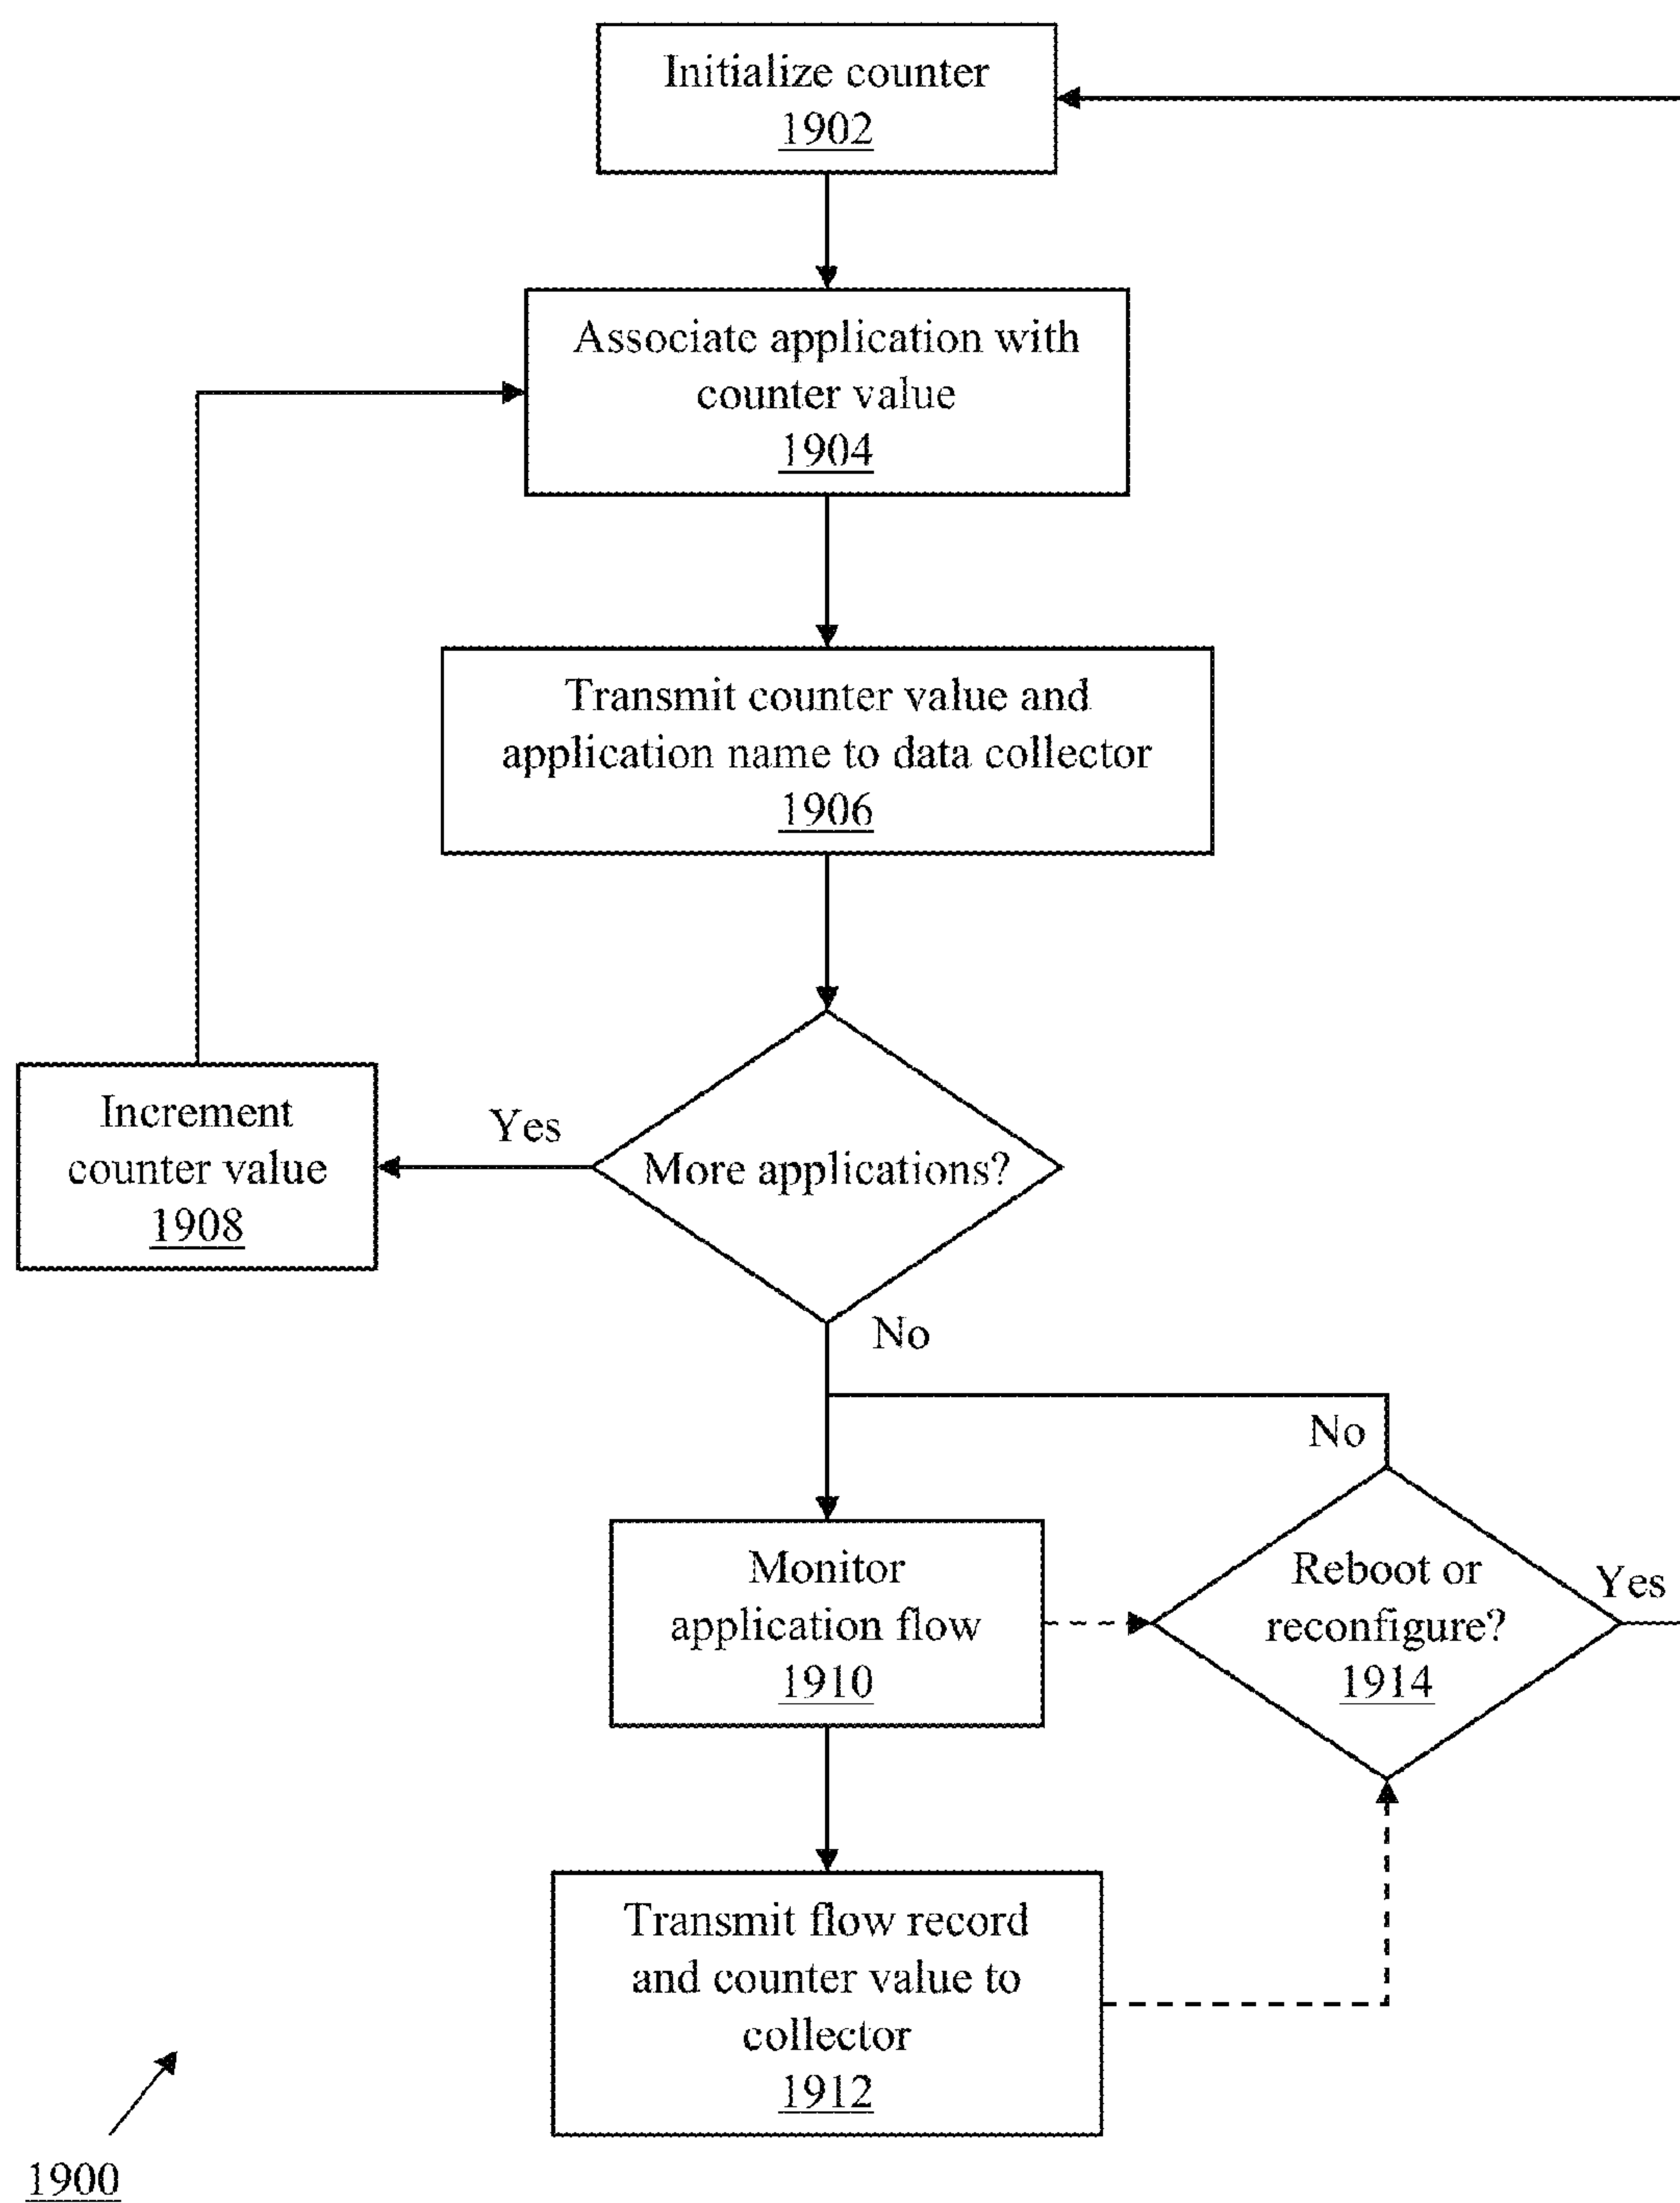 Initialize counter
1902
Associate application with
counter value
1904
Transmit counter value and
application name to data collector
1906
Yes
More applications?
Increment
counter value
1908
No
No
Monitor
application flow
1910
Reboot or
reconfigure?
1914
Yes
Transmit flow record
and counter value to
collector
1912
1900